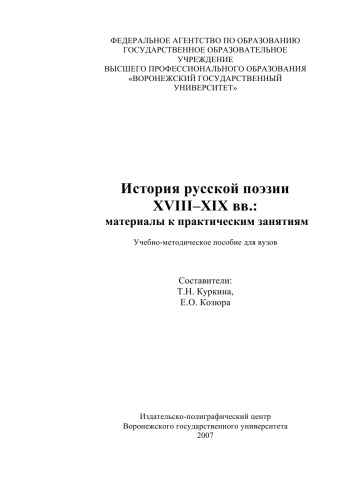 ФЕДЕРАЛЬНОЕ АГЕНТСТВО ПО ОБРАЗОВАНИЮ
ГОСУДАРСТВЕННОЕ ОБРАЗОВАТЕЛЬНОЕ
УЧРЕЖДЕНИЕ
ВЫСШЕГО ПРОФЕССИОНАЛЬНОГО ОБРАЗОВАНИЯ
«ВОРОНЕЖСКИЙ ГОСУДАРСТВЕННЫЙ
УНИВЕРСИТЕТ»
История русской поэзии
XVIII–XIX вв.:
материалы к практическим занятиям
Учебно-методическое пособие для вузов
Составители:
Т.Н. Куркина,
Е.О. Козюра
Издательско-полиграфический центр
Воронежского государственного университета
2007